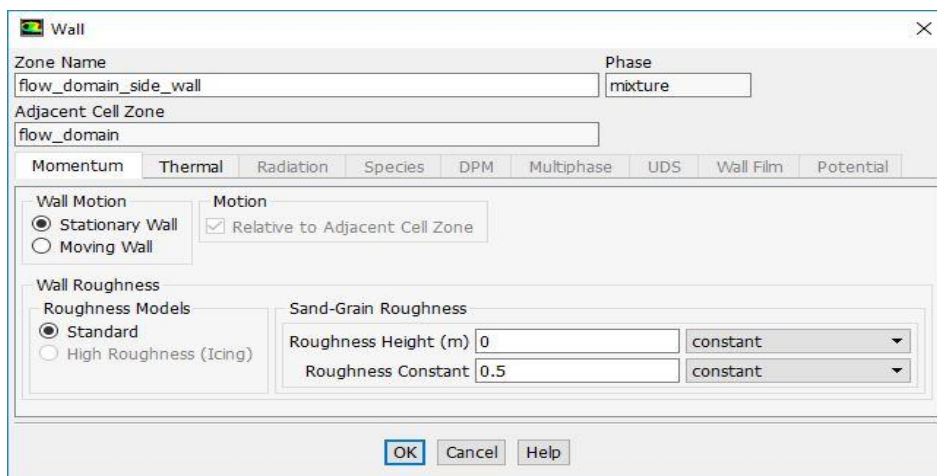 Wall
Zone Name Phase
flow_domain_side_wall mixture
Adjacent Cell Zone
flow_domain
Momentum Thermal Radiation Species DPM Multiphase UDS Wall Film Potential
Wall Motion Motion
Stationary Wall Relative to Adjacent Cell Zone
Moving Wall
Wall Roughness
Roughness Models Sand-Grain Roughness
Standard
Roughness Height (m) 0 constant
High Roughness (Icing)
Roughness Constant 0.5 constant
OK Cancel Help